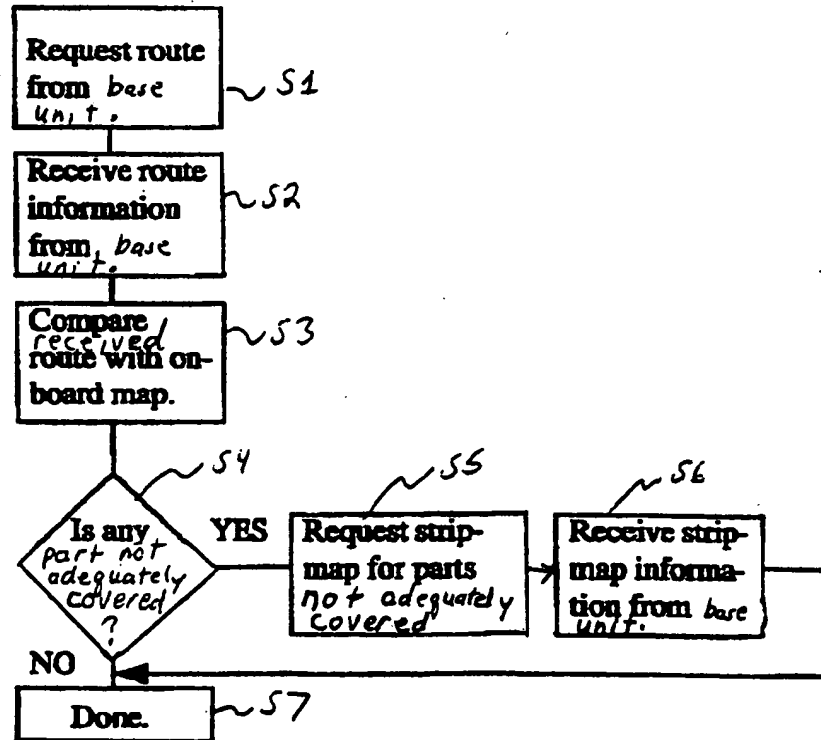 Request route
from base
unit.
S1
Receive route
information
from base
unit.
S2
Compare
received
route with on-
board map.
S3
S4
Is any
part not
adequately
covered
?
YES
S5
Request strip-
map for parts
not adequately
covered
S6
Receive strip-
map informa-
tion from base
unit.
NO
Done.
S7